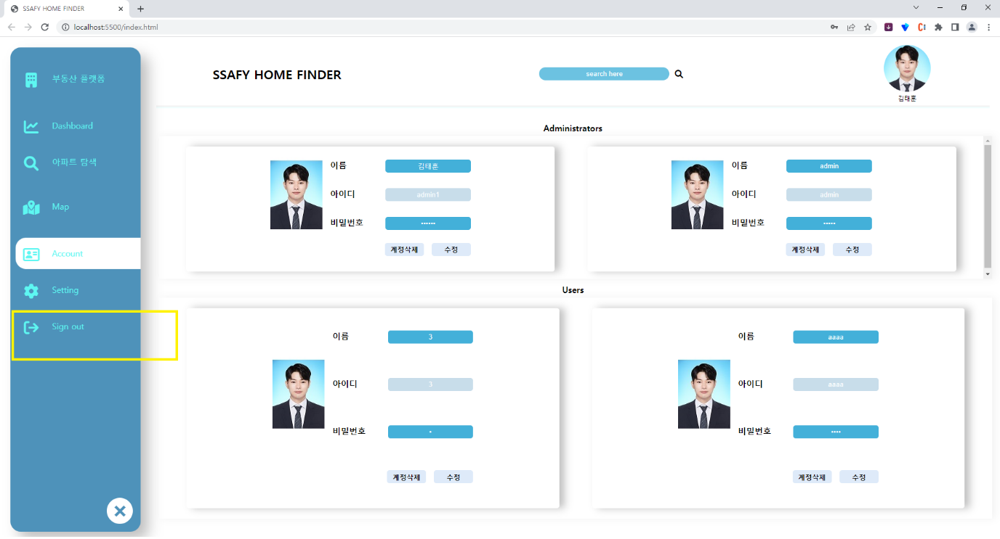 SSAFY HOME FINDER
localhost:5500/index.html
부동산 플랫폼
Dashboard
아파트 탐색
Map
Account
Setting
Sign out
SSAFY HOME FINDER
search here
김태훈
Administrators
이름 김태훈
아이디 admin1
비밀번호 ••••••
계정삭제 수정
이름 admin
아이디 admin
비밀번호 •••••
계정삭제 수정
Users
이름 3
아이디 3
비밀번호 •
계정삭제 수정
이름 aaaa
아이디 aaaa
비밀번호 ••••
계정삭제 수정